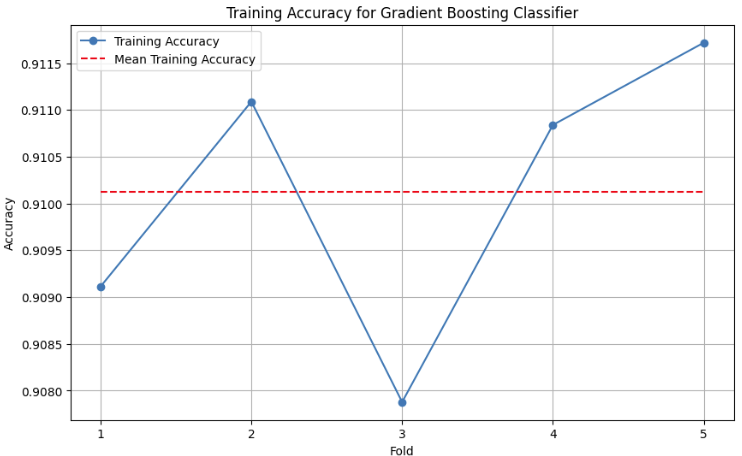 Training Accuracy for Gradient Boosting Classifier
Training Accuracy
Mean Training Accuracy
Accuracy
0.9115
0.9110
0.9105
0.9100
0.9095
0.9090
0.9085
0.9080
1 2 3 4 5
Fold